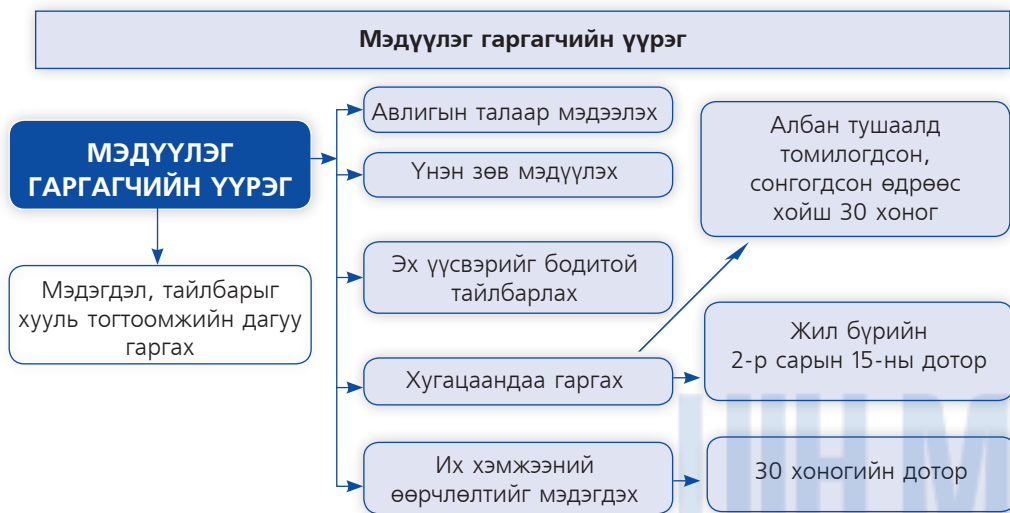 Мэдүүлэг гаргагчийн үүрэг
МЭДҮҮЛЭГ
ГАРГАГЧИЙН ҮҮРЭГ
Мэдэгдэл, тайлбарыг
хууль тогтоомжийн дагуу
гаргах
Авлигын талаар мэдээлэх
Үнэн зөв мэдүүлэх
Эх үүсвэрийг бодитой
тайлбарлах
Хугацаандаа гаргах
Их хэмжээний
өөрчлөлтийг мэдэгдэх
Албан тушаалд
томилогдсон,
сонгогдсон өдрөөс
хойш 30 хоног
Жил бүрийн
2-р сарын 15-ны дотор
30 хоногийн дотор